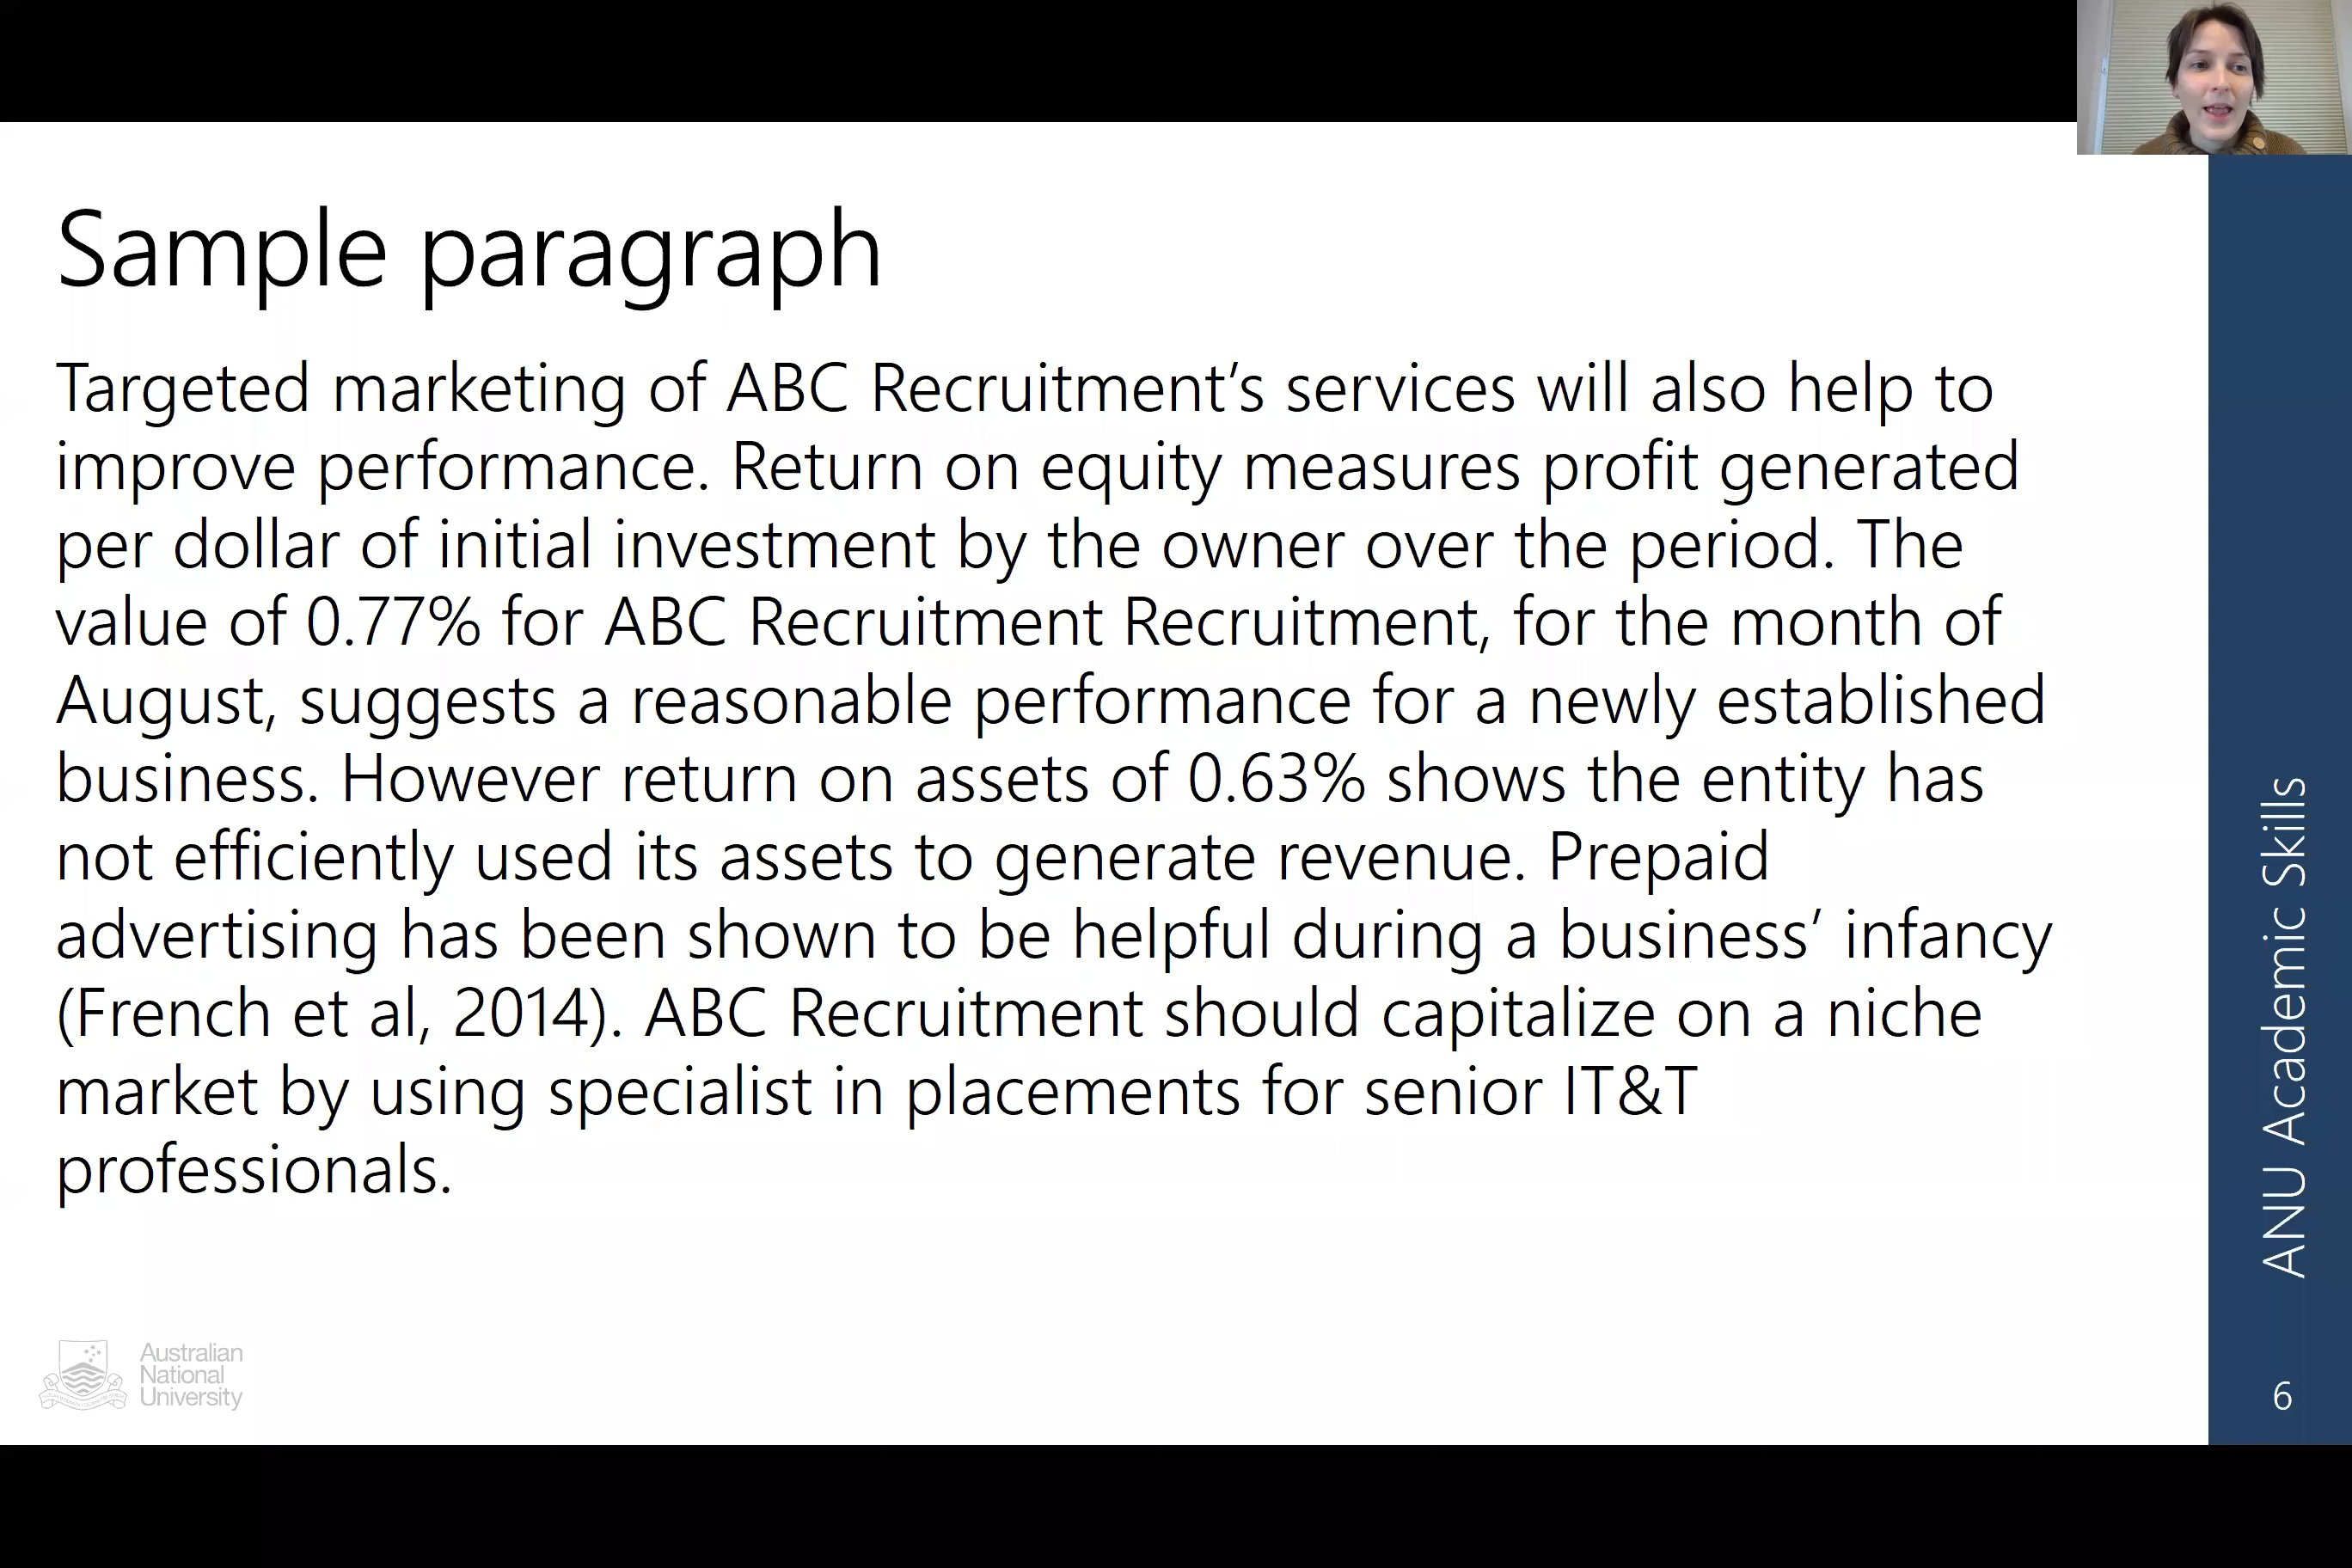 Sample paragraph
Targeted marketing of ABC Recruitment’s services will also help to
improve performance. Return on equity measures profit generated
per dollar of initial investment by the owner over the period. The
value of 0.77% for ABC Recruitment Recruitment, for the month of
August, suggests a reasonable performance for a newly established
business. However return on assets of 0.63% shows the entity has
not efficiently used its assets to generate revenue. Prepaid
advertising has been shown to be helpful during a business’ infancy
(French et al, 2014). ABC Recruitment should capitalize on a niche
market by using specialist in placements for senior IT&T
professionals.
Australian
National
University
ANU Academic Skills
6